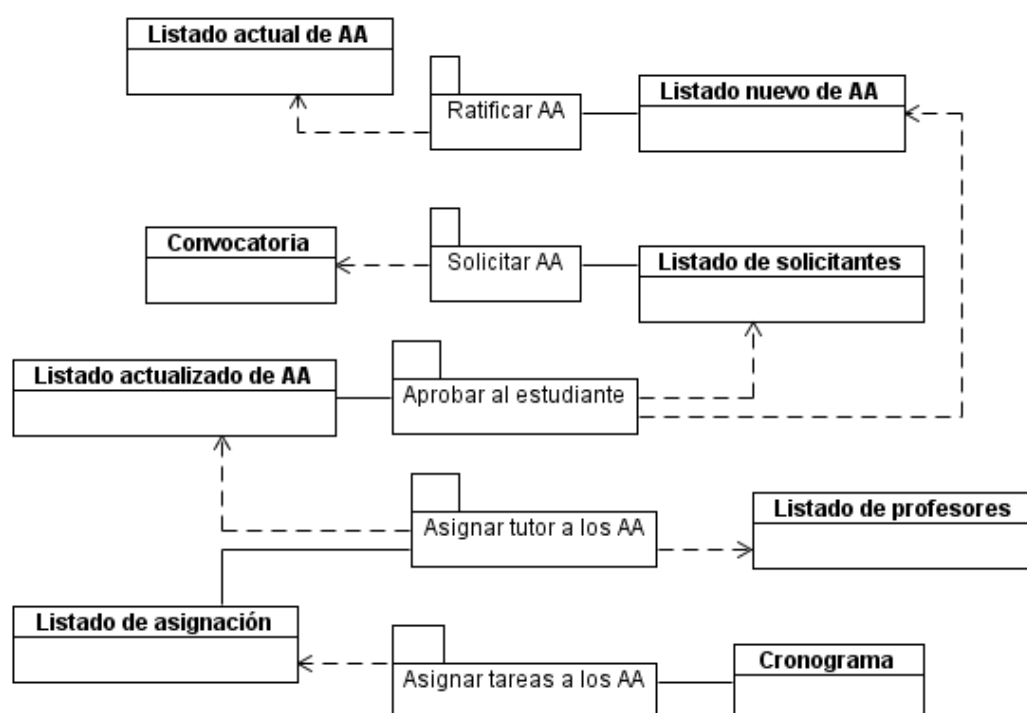 Listado actual de AA
Ratificar AA
Listado nuevo de AA
Convocatoria
Solicitar AA
Listado de solicitantes
Listado actualizado de AA
Aprobar al estudiante
Asignar tutor a los AA
Listado de profesores
Listado de asignación
Asignar tareas a los AA
Cronograma